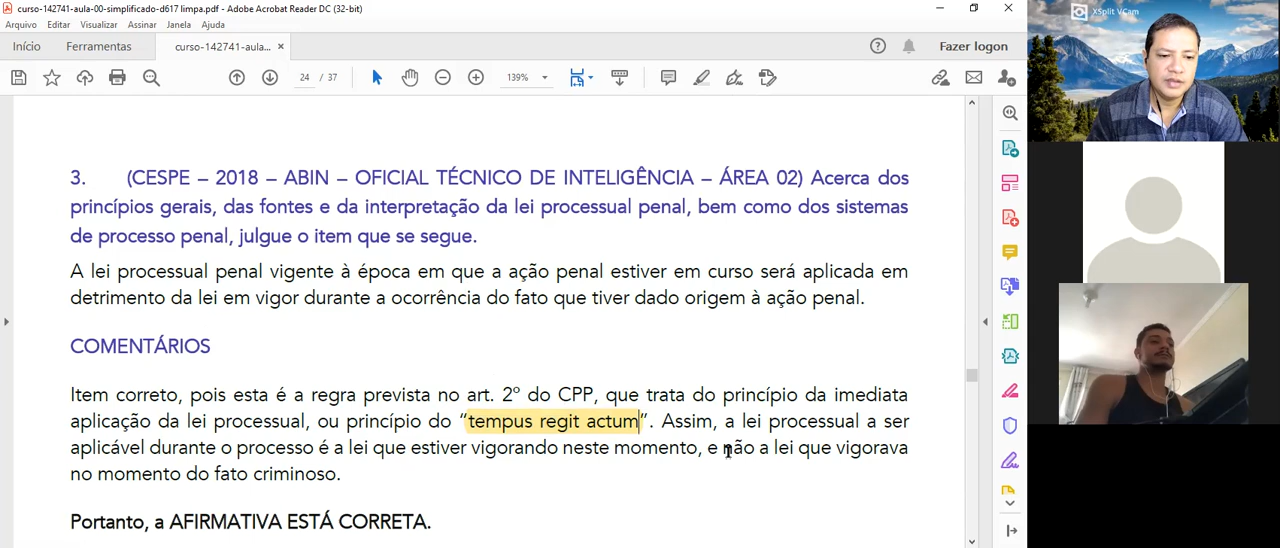 curso-142741-aula-00-simplificado-d617 limpa.pdf - Adobe Acrobat Reader DC (32-bit)
Arquivo Editar Visualizar Assinar Janela Ajuda
Início Ferramentas curso-142741-aula-... × Fazer logon
24 / 37 139%
XSplit VCam
3. (CESPE – 2018 – ABIN – OFICIAL TÉCNICO DE INTELIGÊNCIA – ÁREA 02) Acerca dos
princípios gerais, das fontes e da interpretação da lei processual penal, bem como dos sistemas
de processo penal, julgue o item que se segue.
A lei processual penal vigente à época em que a ação penal estiver em curso será aplicada em
detrimento da lei em vigor durante a ocorrência do fato que tiver dado origem à ação penal.
COMENTÁRIOS
Item correto, pois esta é a regra prevista no art. 2º do CPP, que trata do princípio da imediata
aplicação da lei processual, ou princípio do “tempus regit actum”. Assim, a lei processual a ser
aplicável durante o processo é a lei que estiver vigorando neste momento, e não a lei que vigorava
no momento do fato criminoso.
Portanto, a AFIRMATIVA ESTÁ CORRETA.